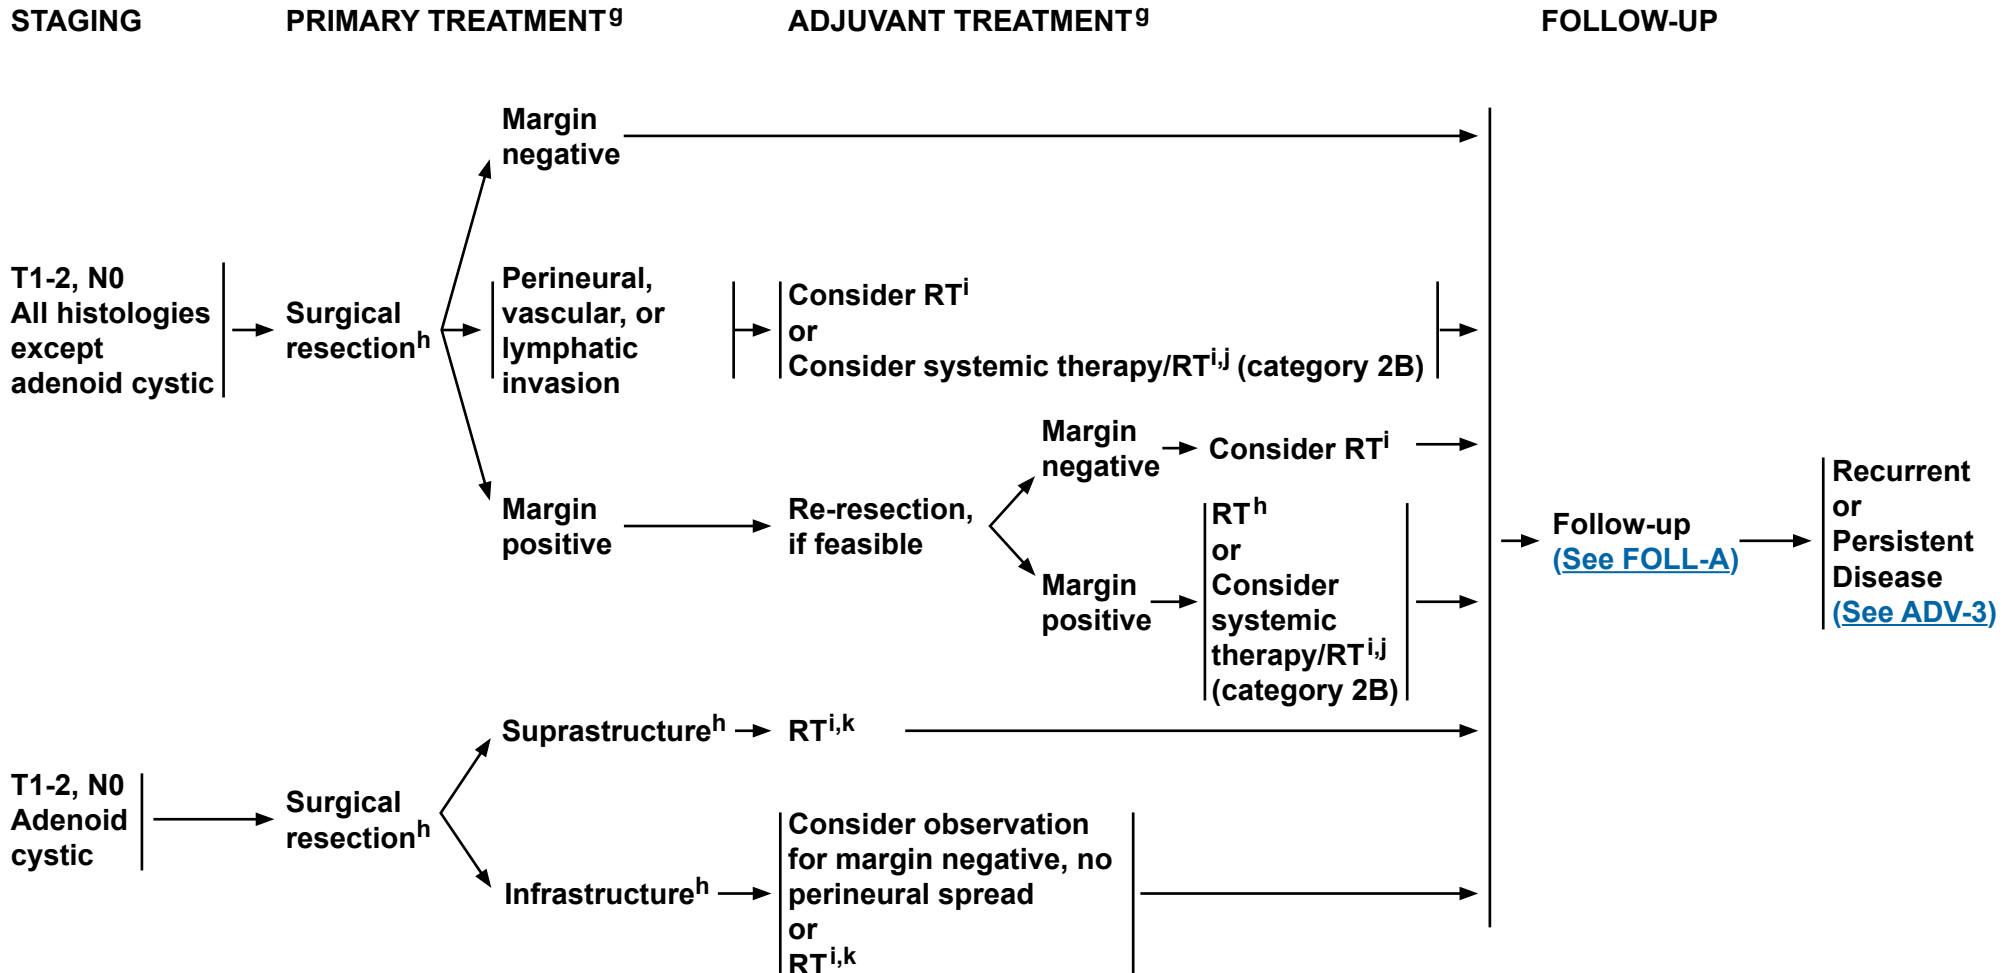 STAGING
PRIMARY TREATMENTg
ADJUVANT TREATMENTg
FOLLOW-UP
T1-2, N0
All histologies
except
adenoid cystic
Surgical
resectionh
Margin
negative
Perineural,
vascular, or
lymphatic
invasion
Consider RTi
or
Consider systemic therapy/RTi,j (category 2B)
Margin
positive
Re-resection,
if feasible
Margin
negative
Consider RTi
Margin
positive
RTh
or
Consider
systemic
therapy/RTi,j
(category 2B)
T1-2, N0
Adenoid
cystic
Surgical
resectionh
Suprastructureh
RTi,k
Infrastructureh
Consider observation
for margin negative, no
perineural spread
or
RTi,k
Follow-up
(See FOLL-A)
Recurrent
or
Persistent
Disease
(See ADV-3)